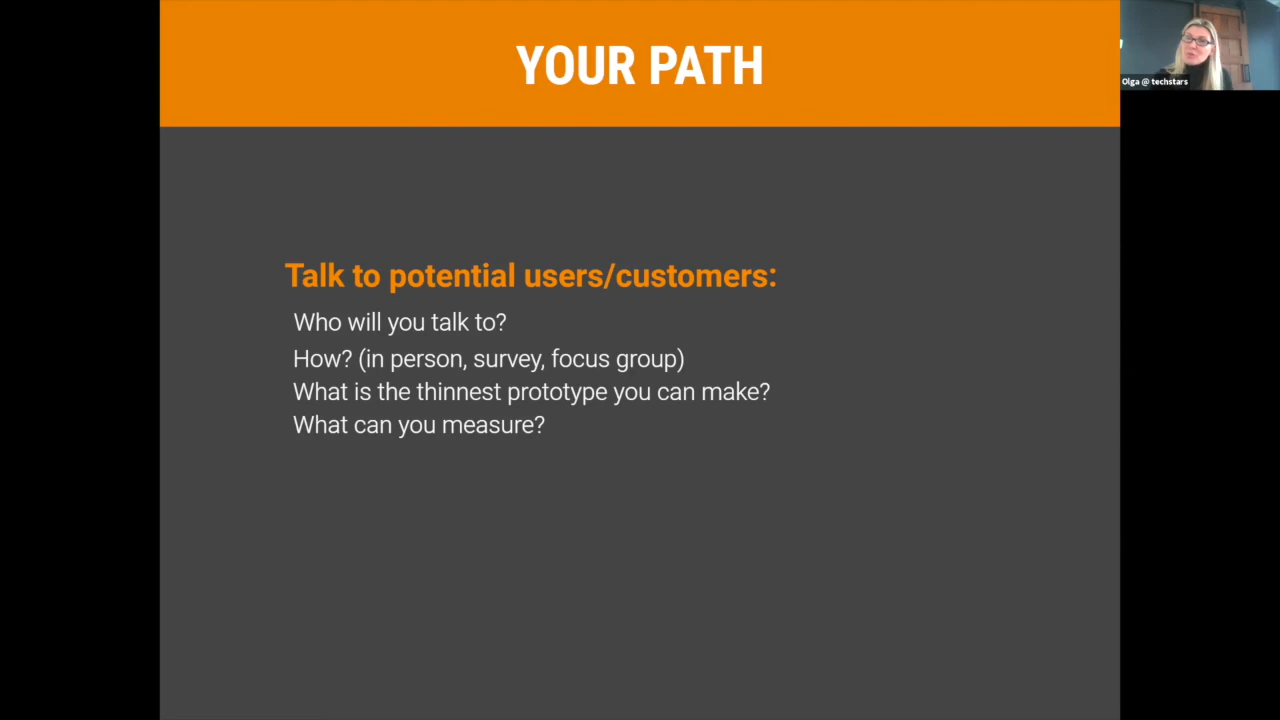 YOUR PATH
Olga @ techstars
Talk to potential users/customers:
Who will you talk to?
How? (in person, survey, focus group)
What is the thinnest prototype you can make?
What can you measure?